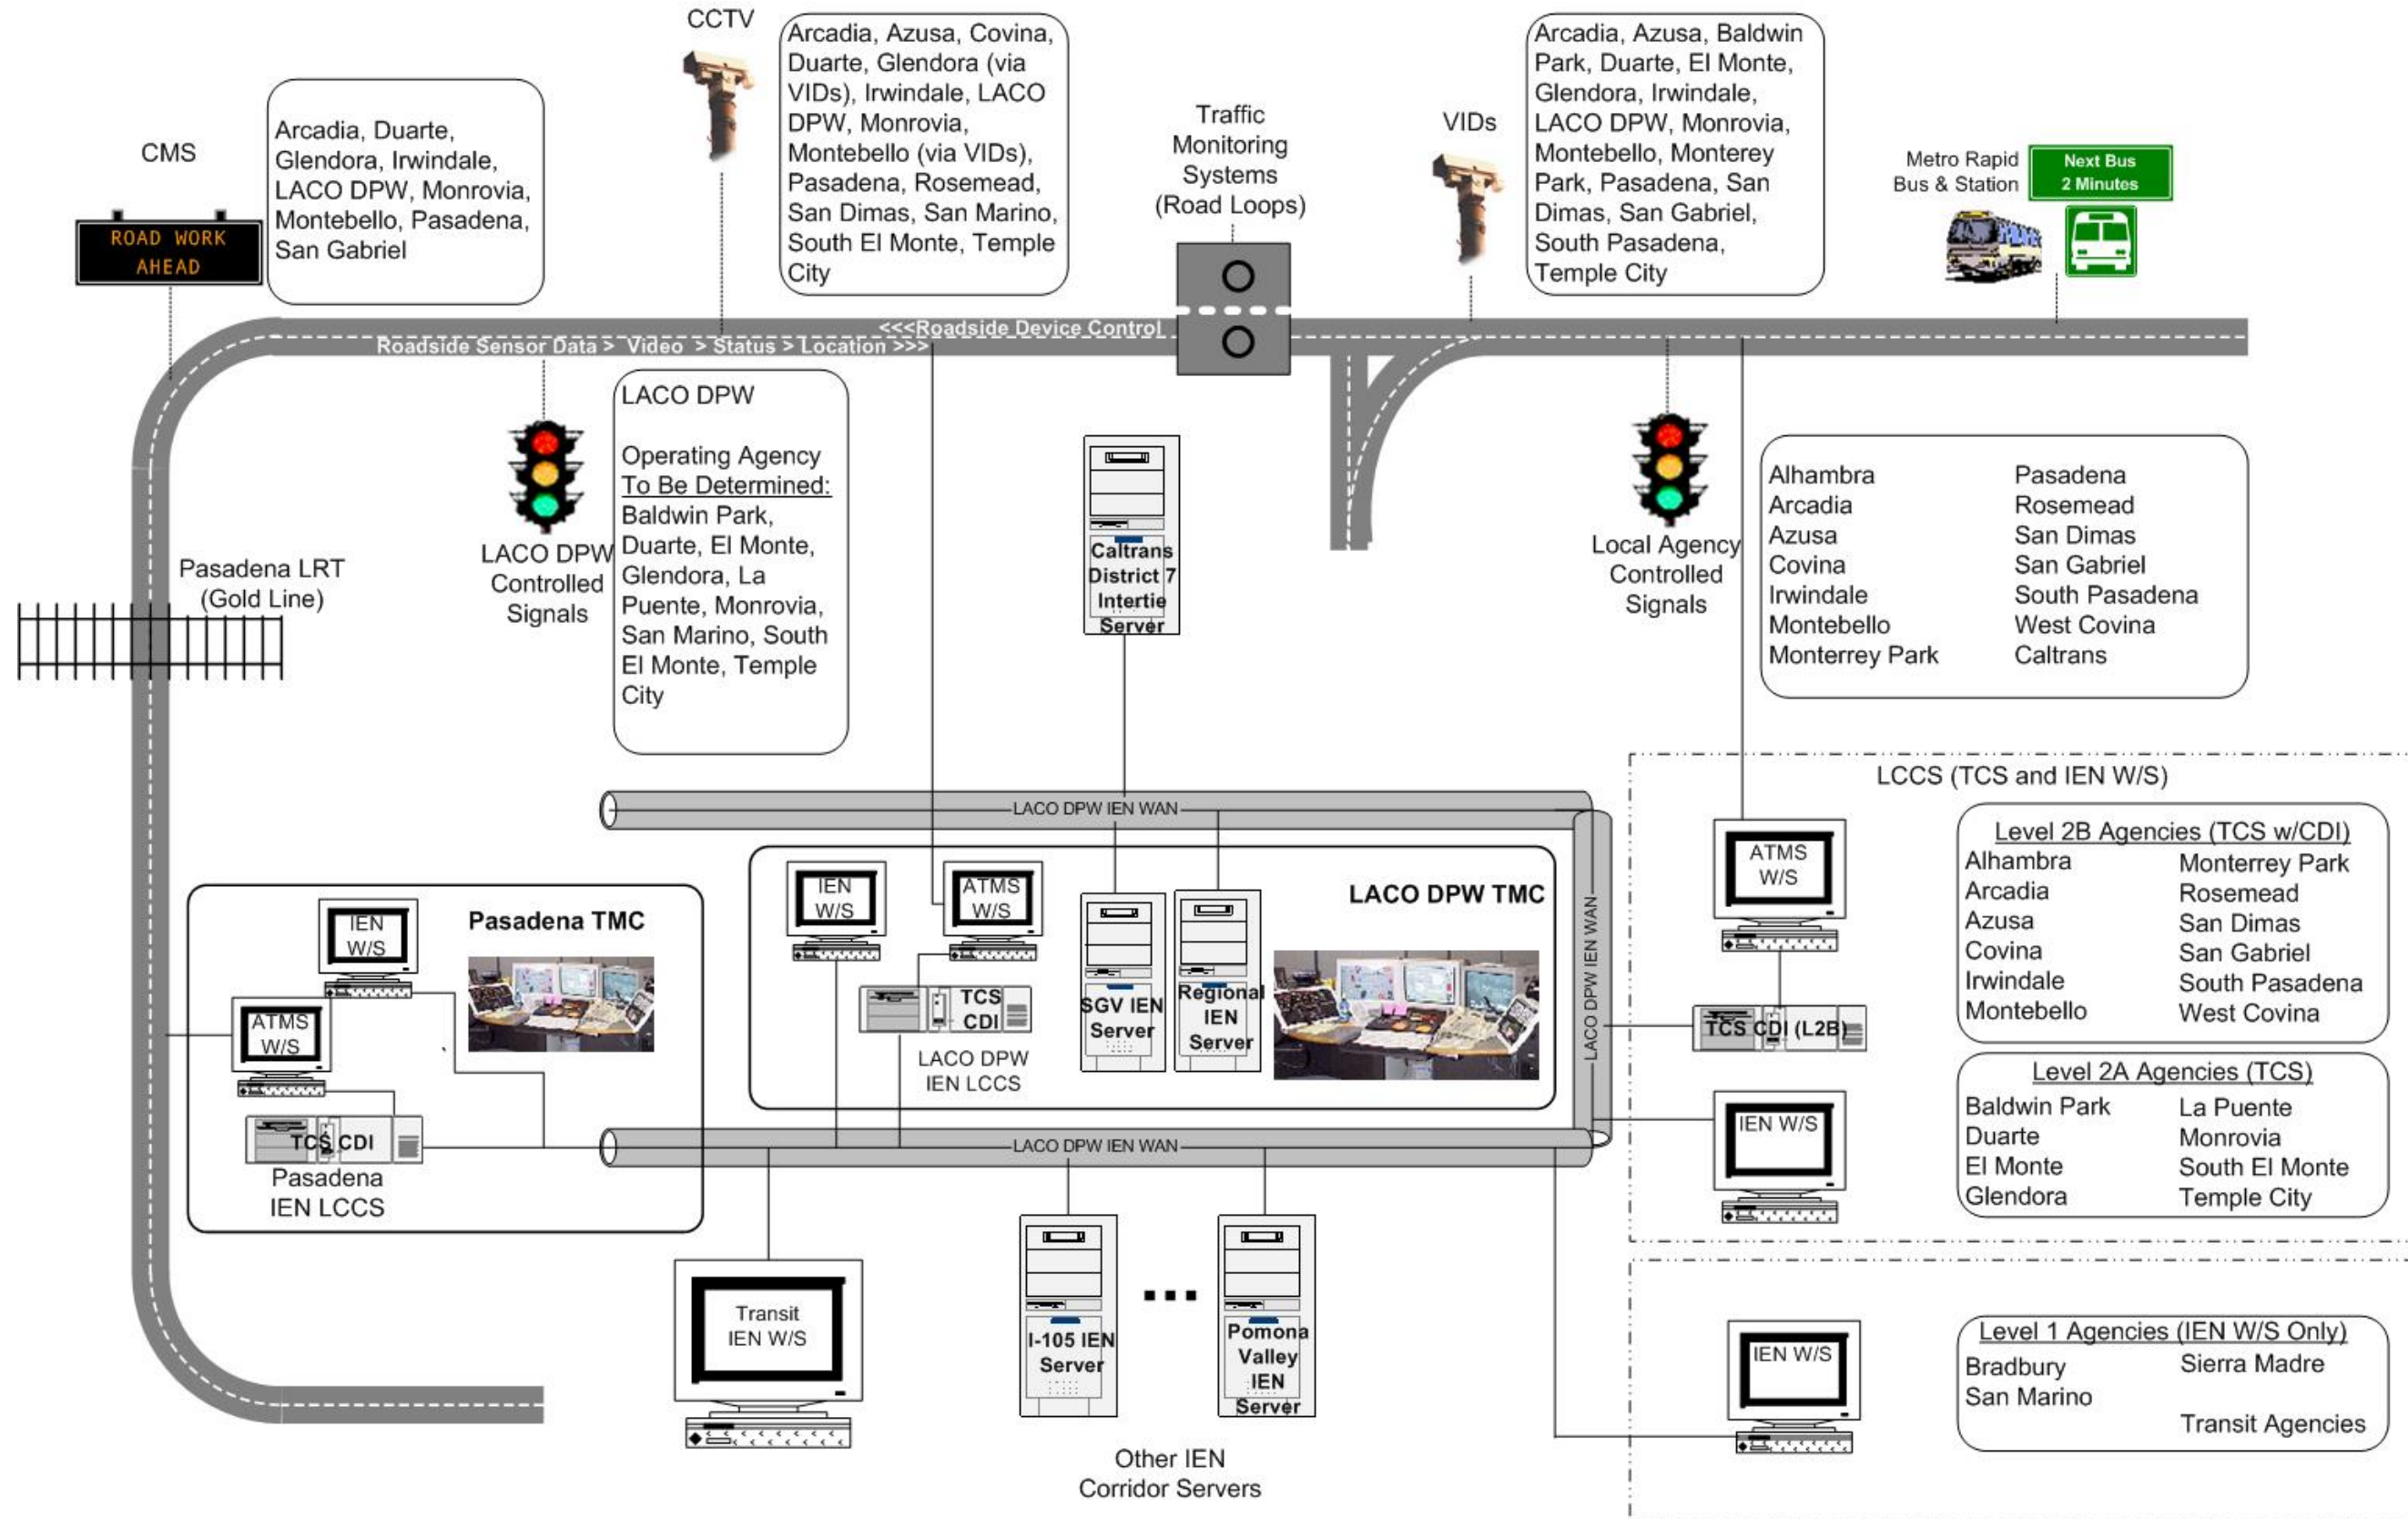 CMS
ROAD WORK
AHEAD
Arcadia, Duarte,
Glendora, Irwindale,
LACO DPW, Monrovia,
Montebello, Pasadena,
San Gabriel
CCTV
Arcadia, Azusa, Covina,
Duarte, Glendora (via
VIDs), Irwindale, LACO
DPW, Monrovia,
Montebello (via VIDs),
Pasadena, Rosemead,
San Dimas, San Marino,
South El Monte, Temple
City
Traffic
Monitoring
Systems
(Road Loops)
VIDs
Arcadia, Azusa, Baldwin
Park, Duarte, El Monte,
Glendora, Irwindale,
LACO DPW, Monrovia,
Montebello, Monterey
Park, Pasadena, San
Dimas, San Gabriel,
South Pasadena,
Temple City
Metro Rapid
Bus & Station
Next Bus
2 Minutes
<<<Roadside Device Control
Roadside Sensor Data > Video > Status > Location >>>
Pasadena LRT
(Gold Line)
LACO DPW
Controlled
Signals
LACO DPW
Operating Agency
To Be Determined:
Baldwin Park,
Duarte, El Monte,
Glendora, La
Puente, Monrovia,
San Marino, South
El Monte, Temple
City
Caltrans
District 7
Intertie
Server
Local Agency
Controlled
Signals
Alhambra
Arcadia
Azusa
Covina
Irwindale
Montebello
Monterrey Park
Pasadena
Rosemead
San Dimas
San Gabriel
South Pasadena
West Covina
Caltrans
LACO DPW IEN WAN
Pasadena TMC
IEN
W/S
ATMS
W/S
TCS CDI
Pasadena
IEN LCCS
LACO DPW TMC
IEN
W/S
ATMS
W/S
TCS
CDI
LACO DPW
IEN LCCS
SGV IEN
Server
Regional
IEN
Server
LACO DPW IEN WAN
LACO DPW IEN WAN
LCCS (TCS and IEN W/S)
ATMS
W/S
TCS CDI (L2B)
IEN W/S
Level 2B Agencies (TCS w/CDI)
Alhambra
Arcadia
Azusa
Covina
Irwindale
Montebello
Monterrey Park
Rosemead
San Dimas
San Gabriel
South Pasadena
West Covina
Level 2A Agencies (TCS)
Baldwin Park
Duarte
El Monte
Glendora
La Puente
Monrovia
South El Monte
Temple City
Transit
IEN W/S
I-105 IEN
Server
Pomona
Valley
IEN
Server
Other IEN
Corridor Servers
IEN W/S
Level 1 Agencies (IEN W/S Only)
Bradbury
San Marino
Sierra Madre
Transit Agencies